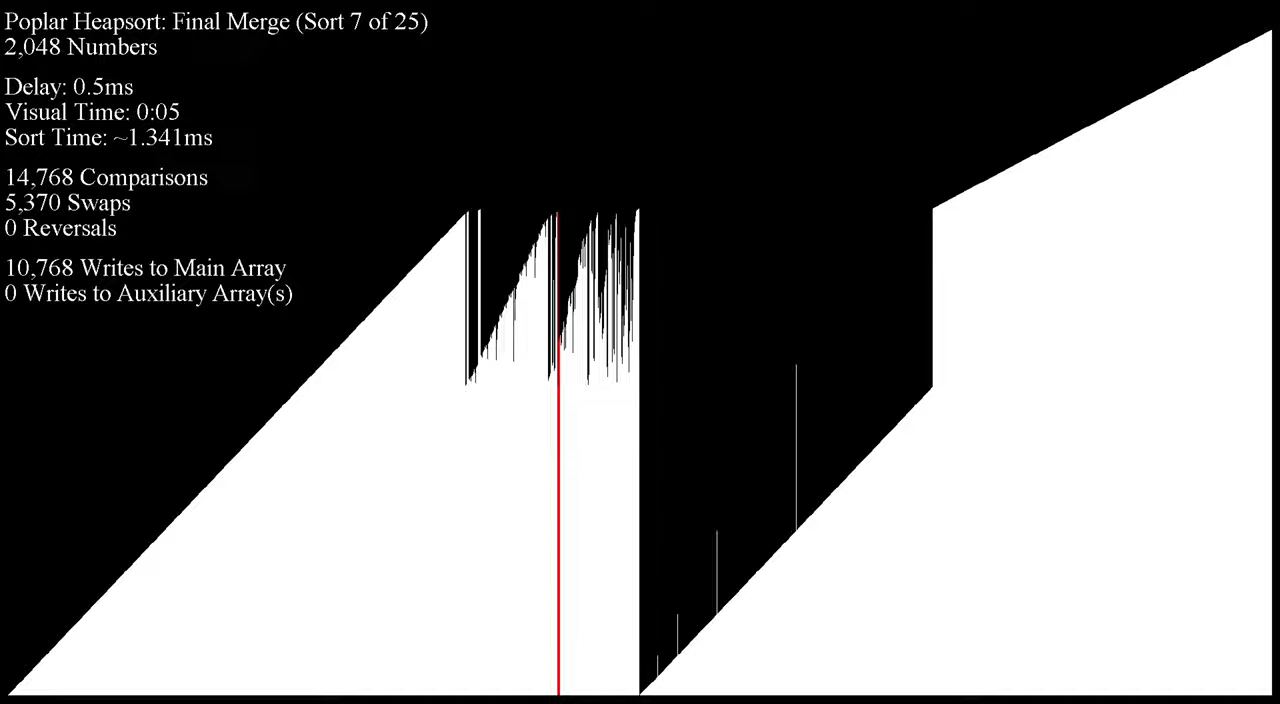 Poplar Heapsort: Final Merge (Sort 7 of 25)
2,048 Numbers
Delay: 0.5ms
Visual Time: 0:05
Sort Time: ~1.341ms
14,768 Comparisons
5,370 Swaps
0 Reversals
10,768 Writes to Main Array
0 Writes to Auxiliary Array(s)